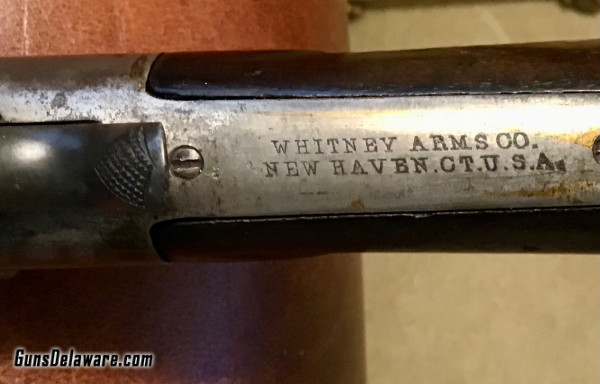 WHITNEY ARMS CO.
NEW HAVEN.CT.U.S.A.
GunsDelaware.com